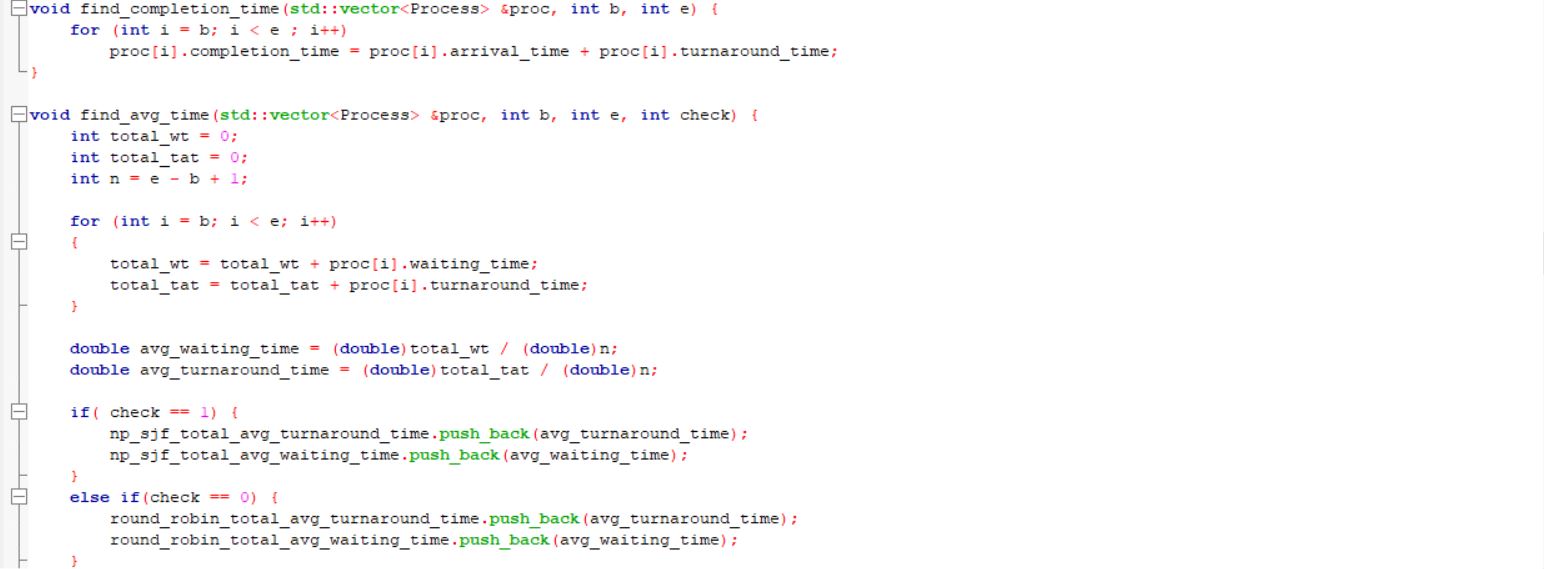 void find_completion_time(std::vector<Process> &proc, int b, int e) {
    for (int i = b; i < e ; i++)
        proc[i].completion_time = proc[i].arrival_time + proc[i].turnaround_time;
}

void find_avg_time(std::vector<Process> &proc, int b, int e, int check) {
    int total_wt = 0;
    int total_tat = 0;
    int n = e - b + 1;

    for (int i = b; i < e; i++)
    {
        total_wt = total_wt + proc[i].waiting_time;
        total_tat = total_tat + proc[i].turnaround_time;
    }

    double avg_waiting_time = (double)total_wt / (double)n;
    double avg_turnaround_time = (double)total_tat / (double)n;

    if( check == 1) {
        np_sjf_total_avg_turnaround_time.push_back(avg_turnaround_time);
        np_sjf_total_avg_waiting_time.push_back(avg_waiting_time);
    }
    else if(check == 0) {
        round_robin_total_avg_turnaround_time.push_back(avg_turnaround_time);
        round_robin_total_avg_waiting_time.push_back(avg_waiting_time);
    }